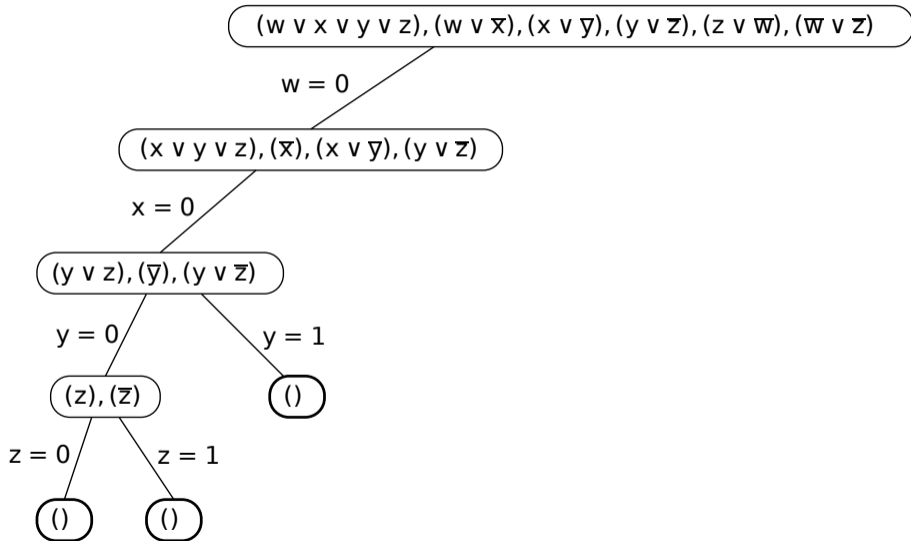 (w ∨ x ∨ y ∨ z), (w ∨ x̅), (x ∨ y̅), (y ∨ z̅), (z ∨ w̅), (w̅ ∨ z̅)
w = 0
(x ∨ y ∨ z), (x̅), (x ∨ y̅), (y ∨ z̅)
x = 0
(y ∨ z), (y̅), (y ∨ z̅)
y = 0 y = 1
(z), (z̅) ()
z = 0 z = 1
() ()